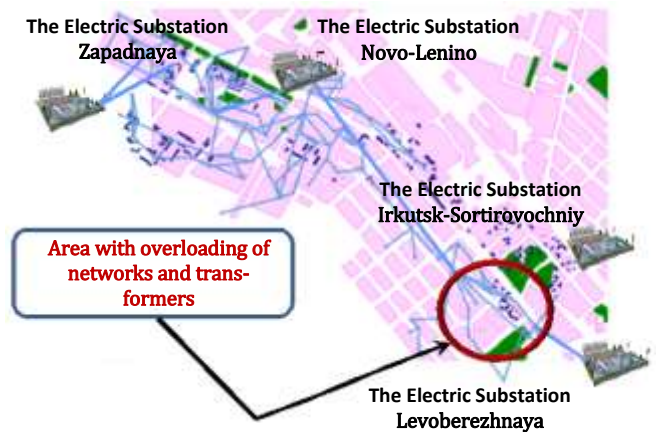 The Electric Substation
Zapadnaya
The Electric Substation
Novo-Lenino
The Electric Substation
Irkutsk-Sortirovochniy
Area with overloading of
networks and trans-
formers
The Electric Substation
Levoberezhnaya